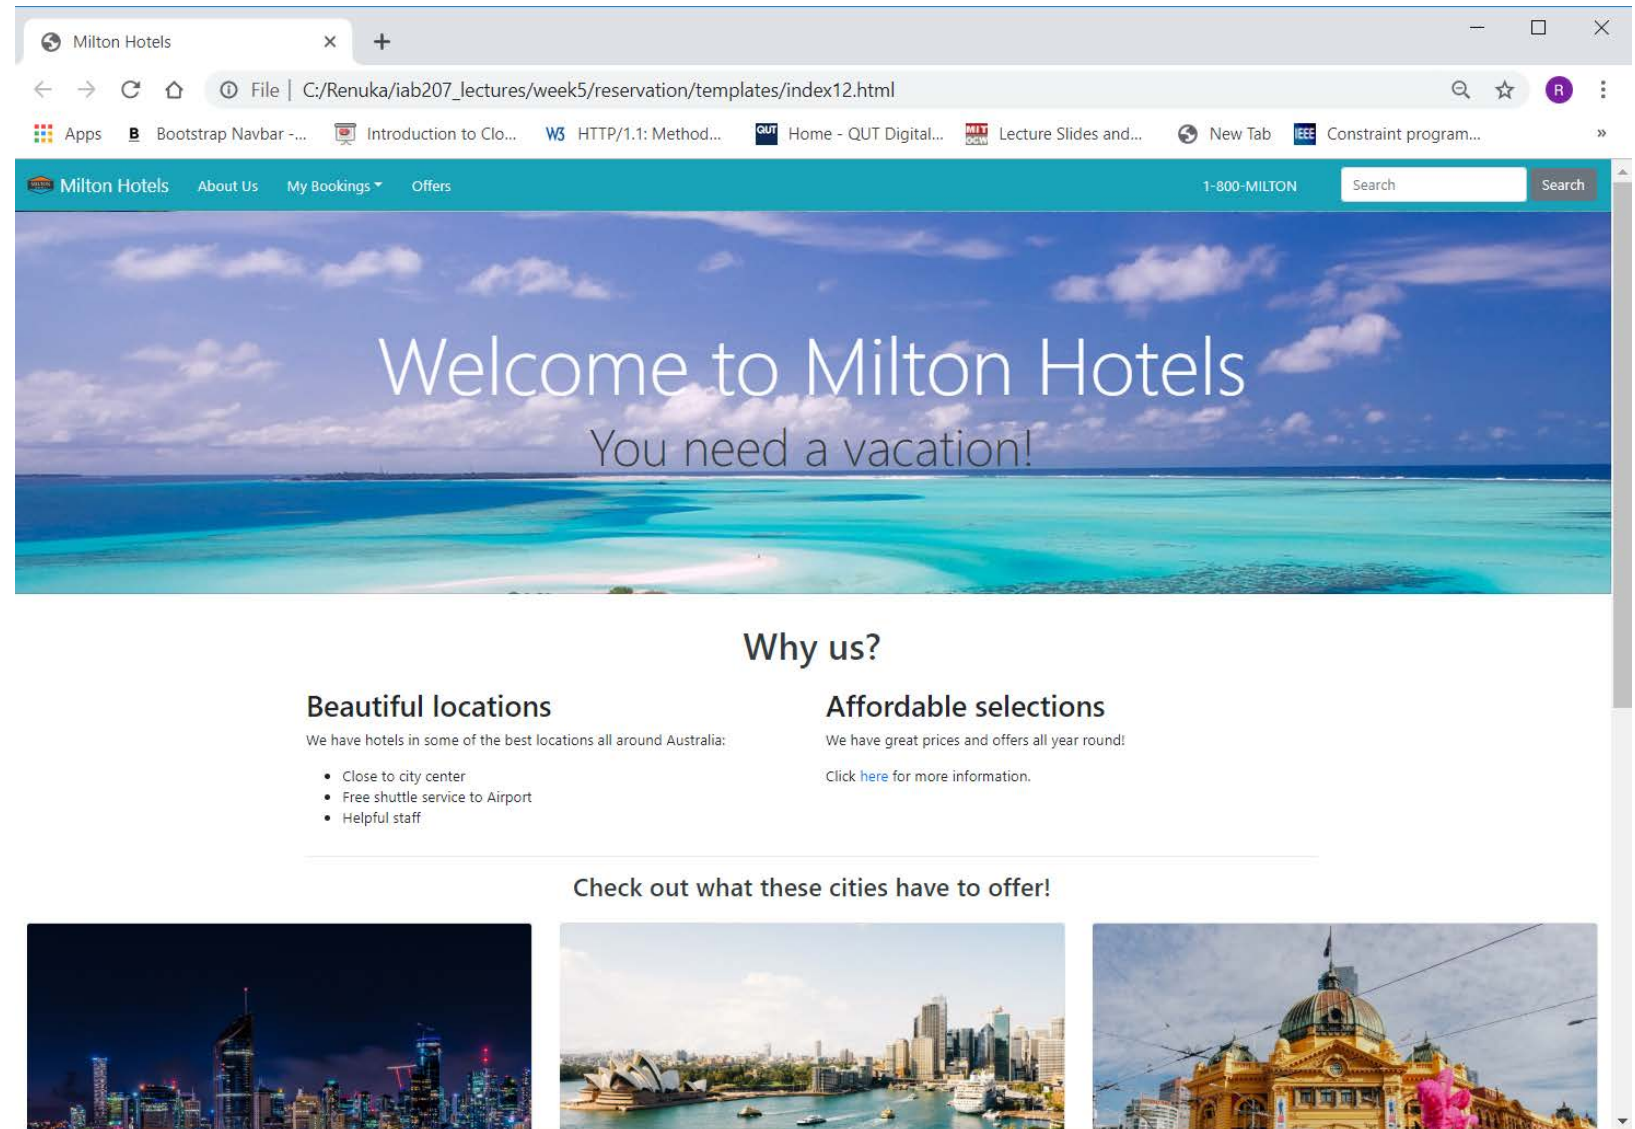 Milton Hotels
File | C:/Renuka/iab207_lectures/week5/reservation/templates/index12.html
R
Apps B Bootstrap Navbar -... Introduction to Clo... W3 HTTP/1.1: Method... QUT Home - QUT Digital... MIT OCW Lecture Slides and... New Tab IEEE Constraint program... »
Milton Hotels About Us My Bookings Offers 1-800-MILTON Search Search
Welcome to Milton Hotels
You need a vacation!
Why us?
Beautiful locations
We have hotels in some of the best locations all around Australia:
• Close to city center
• Free shuttle service to Airport
• Helpful staff
Affordable selections
We have great prices and offers all year round!
Click here for more information.
Check out what these cities have to offer!